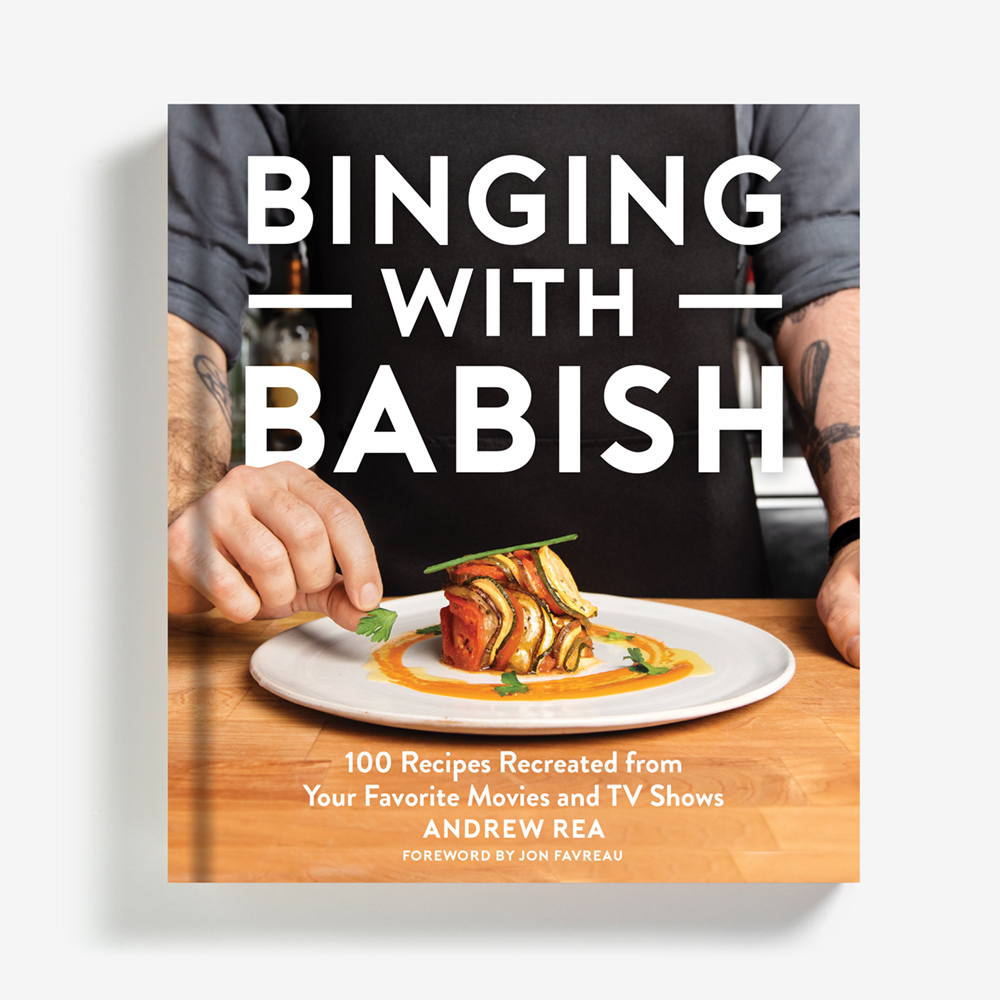 BINGING
WITH
BABISH
100 Recipes Recreated from
Your Favorite Movies and TV Shows
ANDREW REA
FOREWORD BY JON FAVREAU